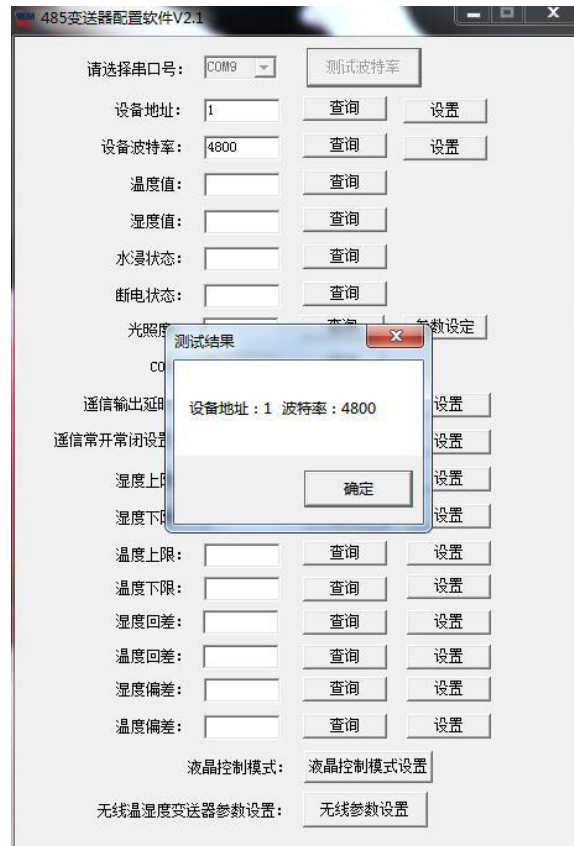 485变送器配置软件V2.1
请选择串口号： COM9 测试波特率
设备地址： 1 查询 设置
设备波特率： 4800 查询 设置
温度值： 查询
湿度值： 查询
水浸状态： 查询
断电状态： 查询
光照度 查询 参数设定
测试结果
CO
设备地址：1 波特率：4800
遥信输出延时 设置
遥信常开常闭设置 设置
湿度上限 设置
确定
湿度下限 设置
温度上限： 查询 设置
温度下限： 查询 设置
湿度回差： 查询 设置
温度回差： 查询 设置
湿度偏差： 查询 设置
温度偏差： 查询 设置
液晶控制模式： 液晶控制模式设置
无线温湿度变送器参数设置： 无线参数设置